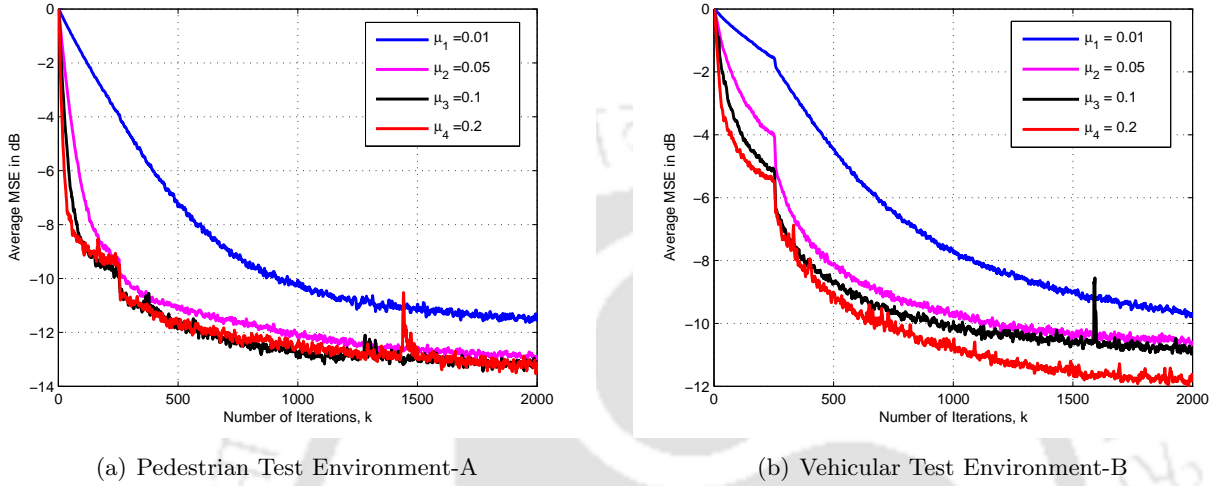 0
−2
−4
−6
−8
−10
−12
−14
Average MSE in dB
0 500 1000 1500 2000
Number of Iterations, k
μ1 =0.01
μ2 =0.05
μ3 =0.1
μ4 =0.2
(a) Pedestrian Test Environment-A
0
−2
−4
−6
−8
−10
−12
Average MSE in dB
0 500 1000 1500 2000
Number of Iterations, k
μ1 = 0.01
μ2 = 0.05
μ3 = 0.1
μ4 = 0.2
(b) Vehicular Test Environment-B